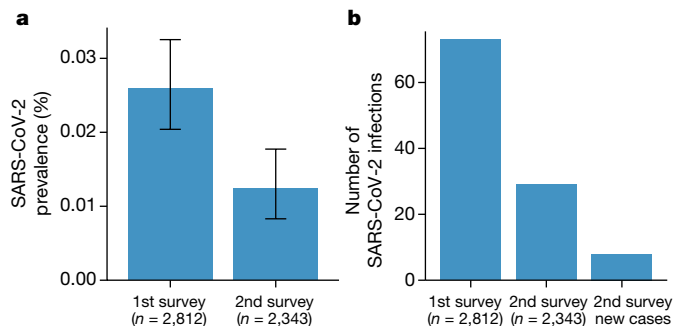 a
SARS-CoV-2
prevalence (%)
0.03
0.02
0.01
0.00
1st survey
(n = 2,812)
2nd survey
(n = 2,343)
b
Number of
SARS-CoV-2 infections
60
40
20
0
1st survey
(n = 2,812)
2nd survey
(n = 2,343)
2nd survey
new cases